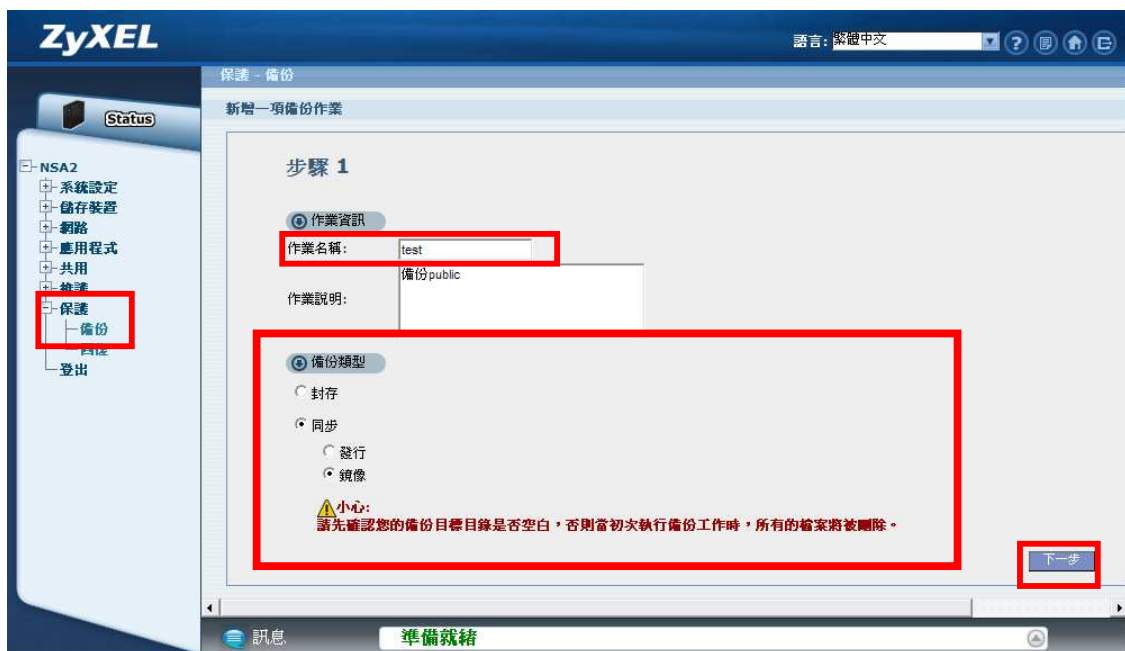 ZyXEL
語言: 繁體中文
Status
保護 - 備份
新增一項備份作業
NSA2
系統設定
儲存裝置
網路
應用程式
共用
維護
保護
備份
回復
登出
步驟 1
作業資訊
作業名稱: test
作業說明: 備份public
備份類型
封存
同步
發行
鏡像
小心:
請先確認您的備份目標目錄是否空白，否則當初次執行備份工作時，所有的檔案將被刪除。
下一步
訊息 準備就緒